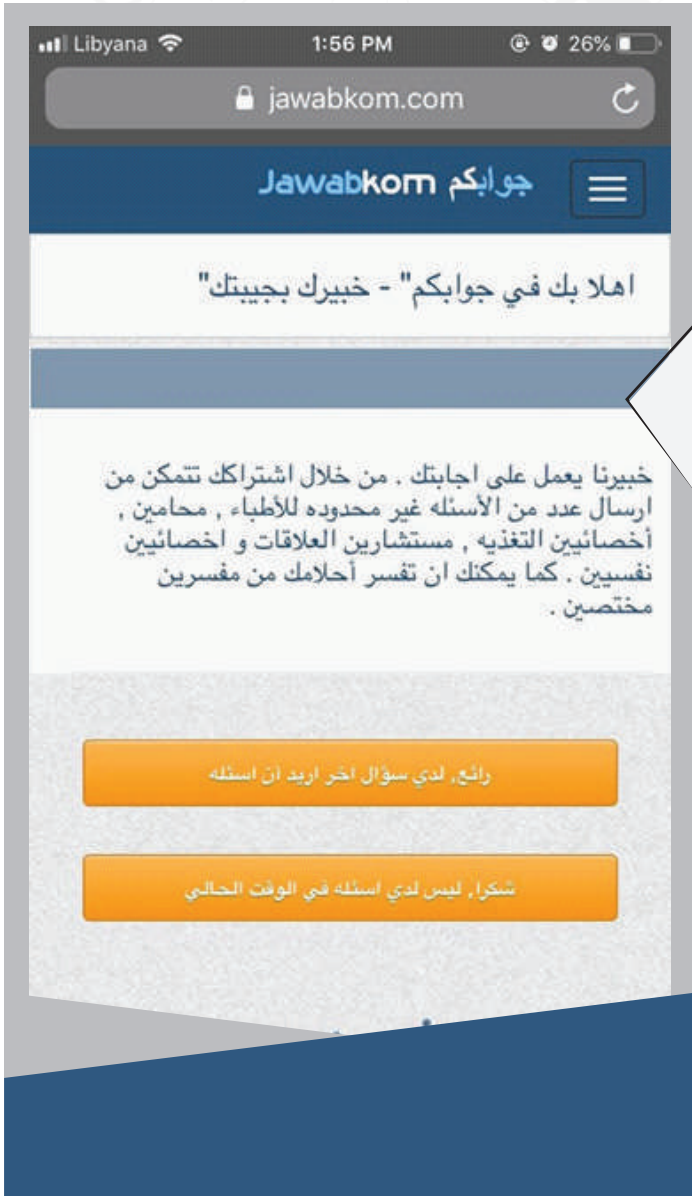 Libyana 1:56 PM 26%
jawabkom.com
Jawabkom جوابكم
اهلا بك في جوابكم" - خبيرك بجيبتك"
خبيرنا يعمل على اجابتك . من خلال اشتراكك تتمكن من
ارسال عدد من الأسئله غير محدوده للأطباء , محامين ,
أخصائيين التغذيه , مستشارين العلاقات و اخصائيين
نفسيين . كما يمكنك ان تفسر أحلامك من مفسرين
مختصين .
رائع, لدي سؤال اخر اريد ان اسئله
شكرا, ليس لدي اسئله في الوقت الحالي